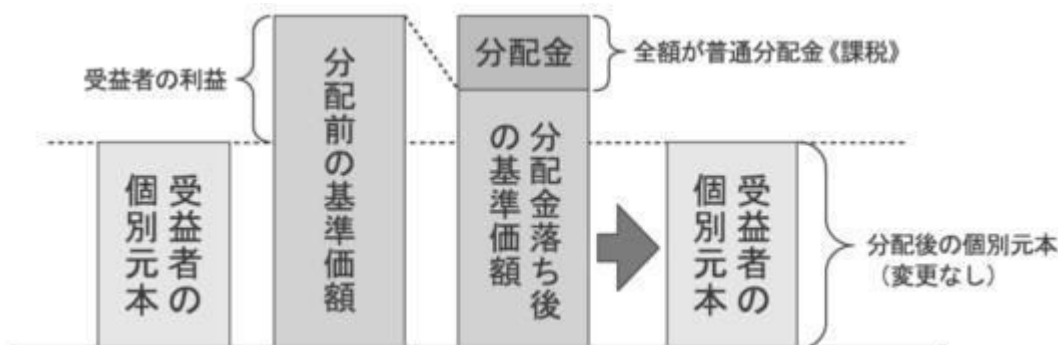 受益者の利益
受益者の
個別元本
分配前の基準価額
分配金
全額が普通分配金《課税》
分配金落ち後
の基準価額
受益者の
個別元本
分配後の個別元本
（変更なし）